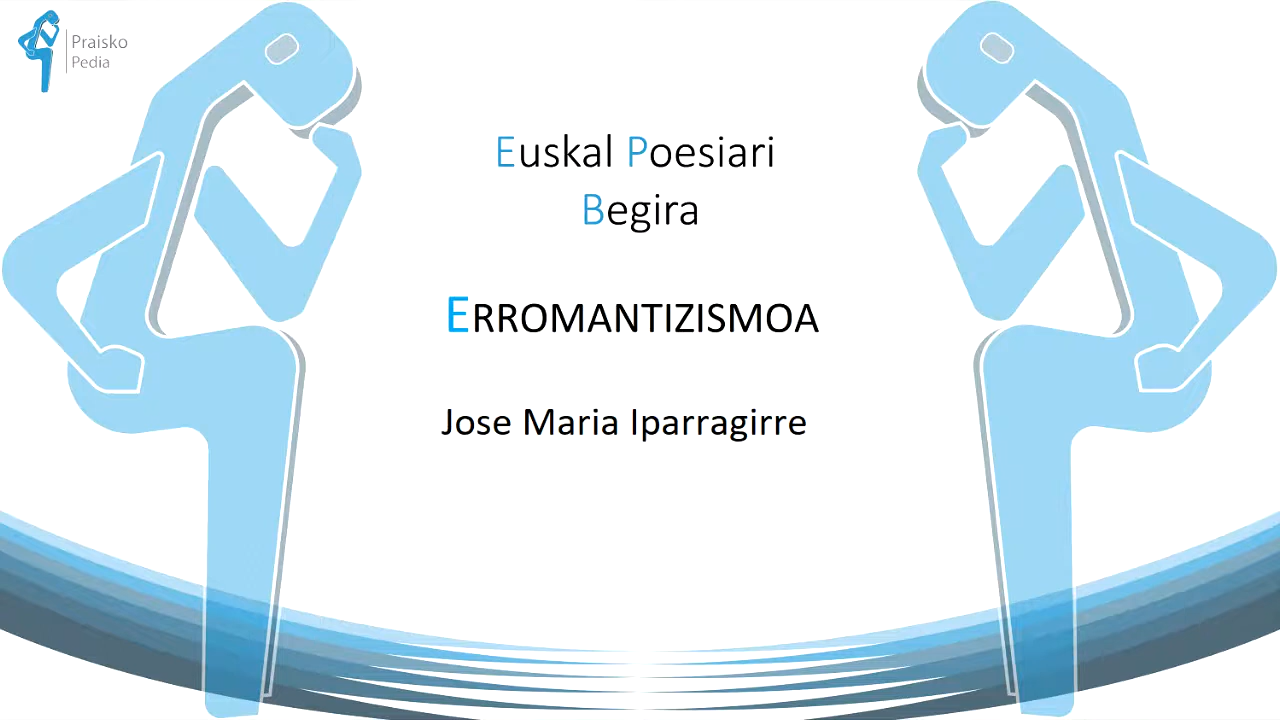 Praisko
Pedia
Euskal Poesiari
Begira
ERROMANTIZISMOA
Jose Maria Iparragirre